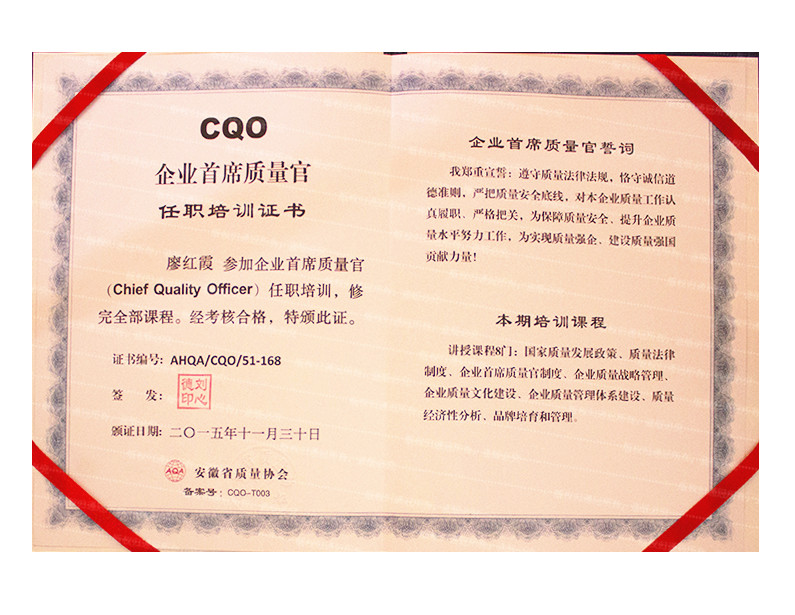 CQO
企业首席质量官
任职培训证书
廖红霞 参加企业首席质量官
(Chief Quality Officer) 任职培训，修
完全部课程。经考核合格，特颁此证。
证书编号: AHQA/CQO/51-168
签 发:
德刘
印心
颁证日期: 二〇一五年十一月三十日
AQA 安徽省质量协会
备案号: CQO-T003
企业首席质量官誓词
我郑重宣誓: 遵守质量法律法规，恪守诚信道
德准则，严把质量安全底线，对本企业质量工作认
真履职、严格把关，为保障质量安全、提升企业质
量水平努力工作，为实现质量强企、建设质量强国
贡献力量!
本期培训课程
讲授课程8门: 国家质量发展政策、质量法律
制度、企业首席质量官制度、企业质量战略管理、
企业质量文化建设、企业质量管理体系建设、质量
经济性分析、品牌培育和管理。